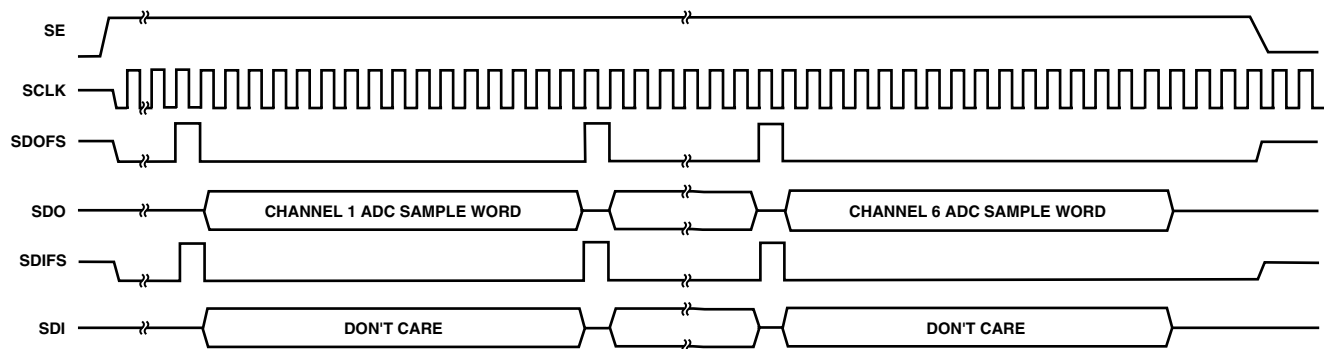 SE
SCLK
SDOFS
SDO CHANNEL 1 ADC SAMPLE WORD CHANNEL 6 ADC SAMPLE WORD
SDIFS
SDI DON'T CARE DON'T CARE